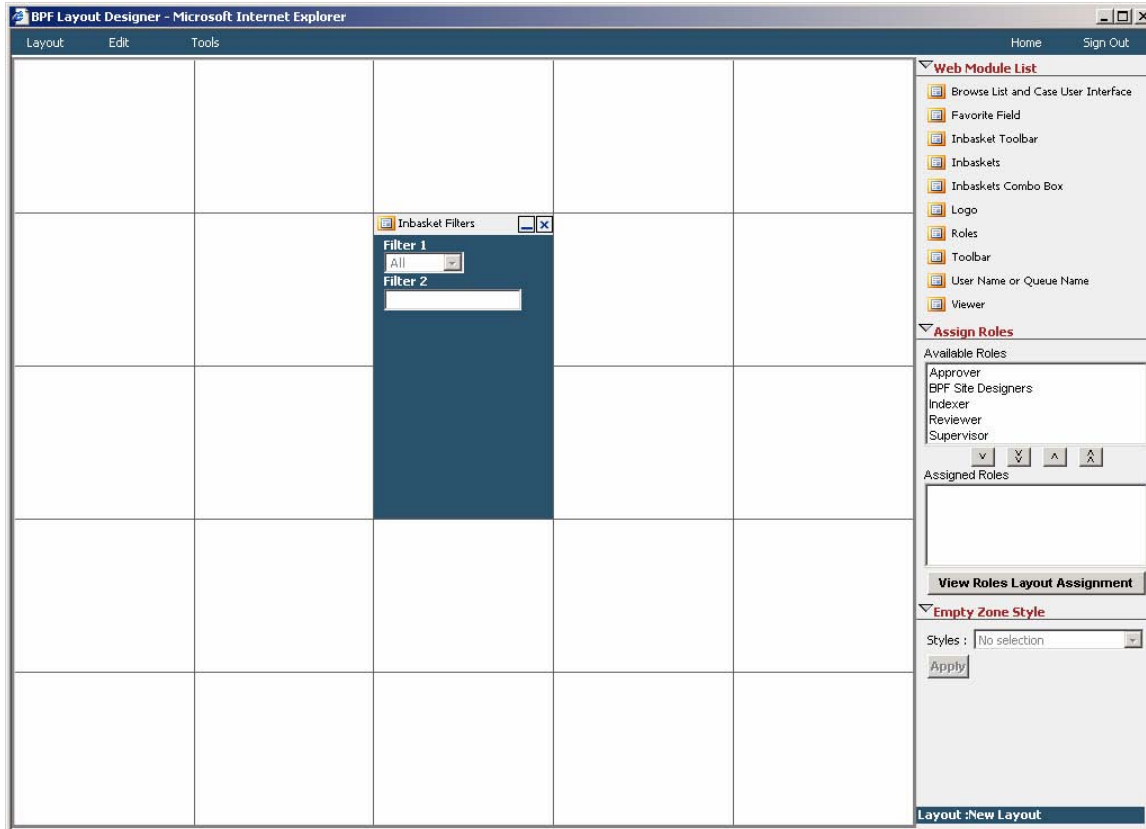 BPF Layout Designer - Microsoft Internet Explorer
Layout Edit Tools Home Sign Out
Inbasket Filters
Filter 1
All
Filter 2
Web Module List
Browse List and Case User Interface
Favorite Field
Inbasket Toolbar
Inbaskets
Inbaskets Combo Box
Logo
Roles
Toolbar
User Name or Queue Name
Viewer
Assign Roles
Available Roles
Approver
BPF Site Designers
Indexer
Reviewer
Supervisor
Assigned Roles
View Roles Layout Assignment
Empty Zone Style
Styles : No selection
Apply
Layout :New Layout